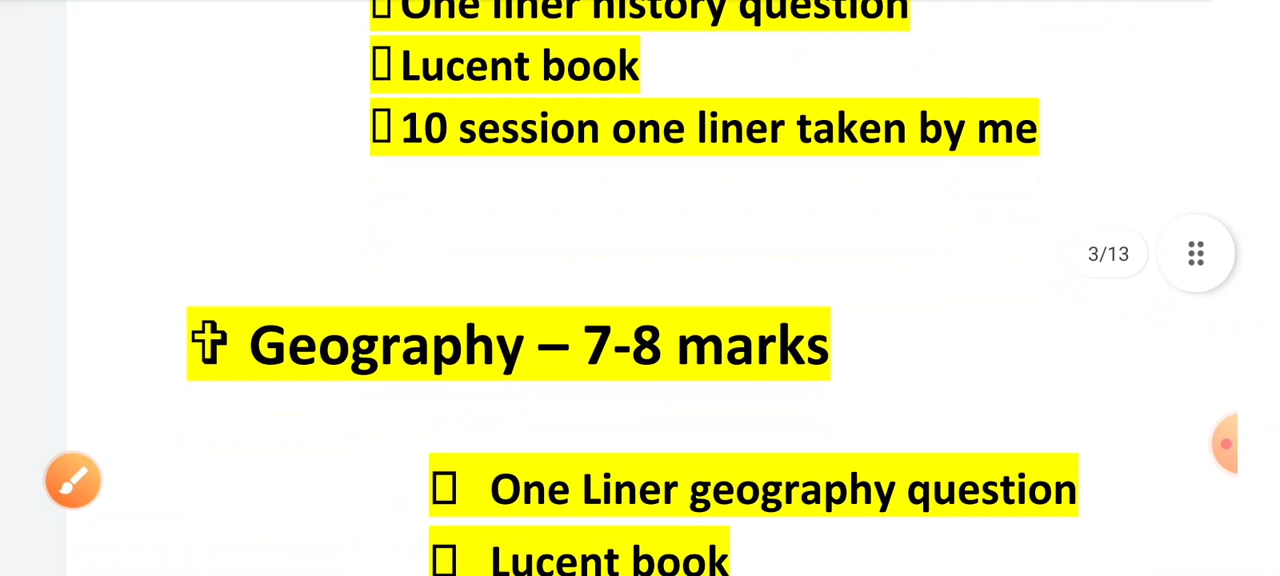 One liner history question
Lucent book
10 session one liner taken by me
3/13
Geography – 7-8 marks
One Liner geography question
Lucent book